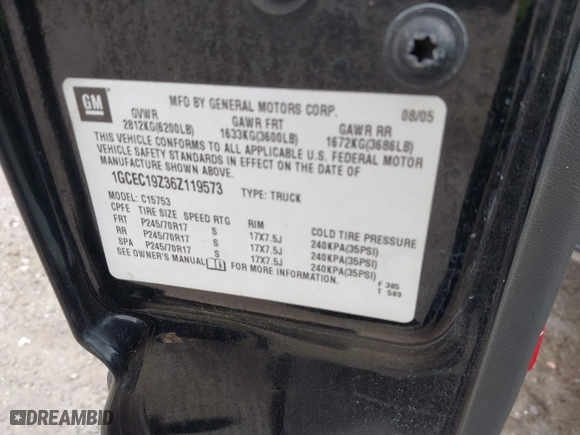 GM
MFD BY GENERAL MOTORS CORP. 08/05
GVWR GAWR FRT GAWR RR
2812KG(6200LB) 1633KG(3600LB) 1672KG(3686LB)
THIS VEHICLE CONFORMS TO ALL APPLICABLE U.S. FEDERAL MOTOR
VEHICLE SAFETY STANDARDS IN EFFECT ON THE DATE OF
MANUFACTURE SHOWN ABOVE.
1GCEC19Z36Z119573 TYPE: TRUCK
MODEL: C15753
CPFE TIRE SIZE SPEED RTG RIM COLD TIRE PRESSURE
FRT P245/70R17 S 17X7.5J 240KPA(35PSI)
RR P245/70R17 S 17X7.5J 240KPA(35PSI)
SPA P245/70R17 S 17X7.5J 240KPA(35PSI)
SEE OWNER'S MANUAL FOR MORE INFORMATION.
F 305
T 509
DREAMBID